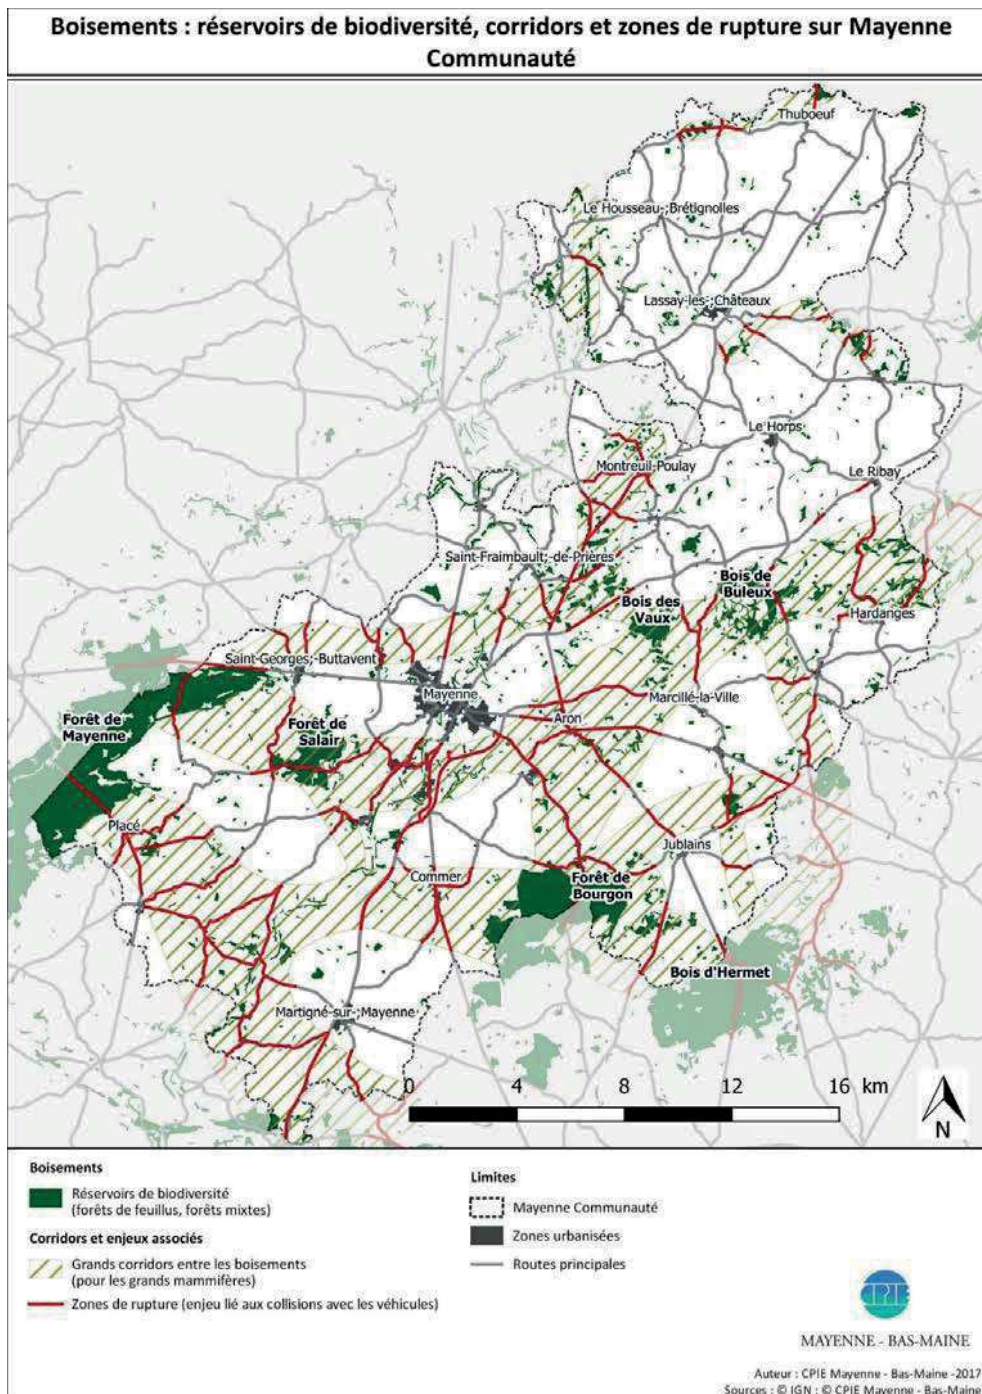 Boisements : réservoirs de biodiversité, corridors et zones de rupture sur Mayenne
Communauté
Thuboeuf
Le Housseau-;Brétignolles
Lassay-les-;Châteaux
Le Horps
Montreuil-Poulay
Le Ribay
Saint-Fraimbault;-de-Prières
Bois de
Buleux
Bois des
Vaux
Hardanges
Saint-Georges;-Buttavent
Mayenne
Marcillé-la-Ville
Forêt de
Mayenne
Forêt de
Salair
Aron
Placé
Jublains
Commer
Forêt de
Bourgon
Bois d'Hermet
Martigné-sur-;Mayenne
0 4 8 12 16 km
N
Boisements
Réservoirs de biodiversité
(forêts de feuillus, forêts mixtes)
Corridors et enjeux associés
Grands corridors entre les boisements
(pour les grands mammifères)
Zones de rupture (enjeu lié aux collisions avec les véhicules)
Limites
Mayenne Communauté
Zones urbanisées
Routes principales
CPIE
MAYENNE - BAS-MAINE
Auteur : CPIE Mayenne - Bas-Maine -2017
Sources : © IGN ; © CPIE Mayenne - Bas-Maine